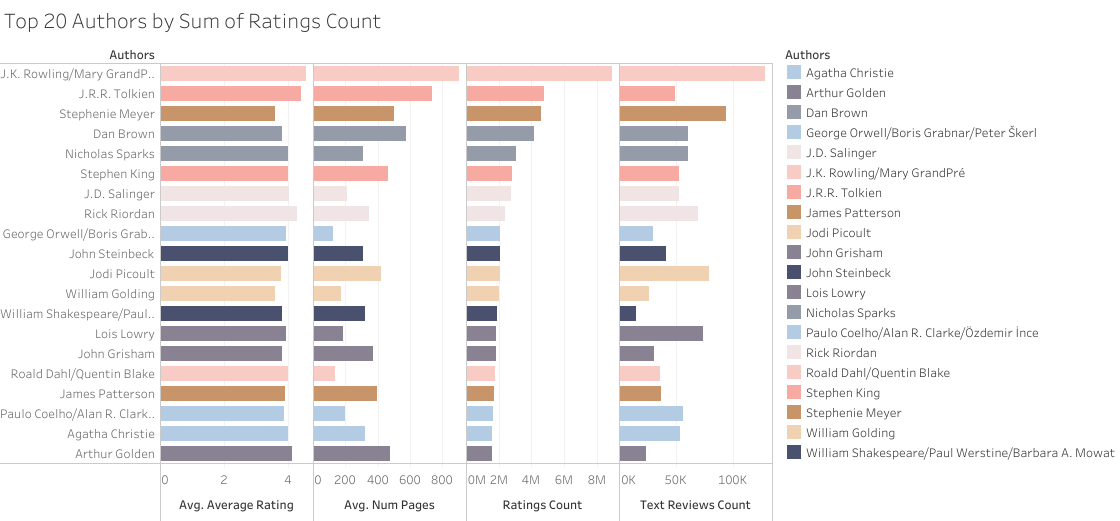 Top 20 Authors by Sum of Ratings Count
Authors
J.K. Rowling/Mary GrandP..
J.R.R. Tolkien
Stephenie Meyer
Dan Brown
Nicholas Sparks
Stephen King
J.D. Salinger
Rick Riordan
George Orwell/Boris Grab..
John Steinbeck
Jodi Picoult
William Golding
William Shakespeare/Paul..
Lois Lowry
John Grisham
Roald Dahl/Quentin Blake
James Patterson
Paulo Coelho/Alan R. Clark..
Agatha Christie
Arthur Golden
0 2 4
Avg. Average Rating
0 200 400 600 800
Avg. Num Pages
0M 2M 4M 6M 8M
Ratings Count
0K 50K 100K
Text Reviews Count
Authors
Agatha Christie
Arthur Golden
Dan Brown
George Orwell/Boris Grabnar/Peter Škerl
J.D. Salinger
J.K. Rowling/Mary GrandPré
J.R.R. Tolkien
James Patterson
Jodi Picoult
John Grisham
John Steinbeck
Lois Lowry
Nicholas Sparks
Paulo Coelho/Alan R. Clarke/Özdemir İnce
Rick Riordan
Roald Dahl/Quentin Blake
Stephen King
Stephenie Meyer
William Golding
William Shakespeare/Paul Werstine/Barbara A. Mowat